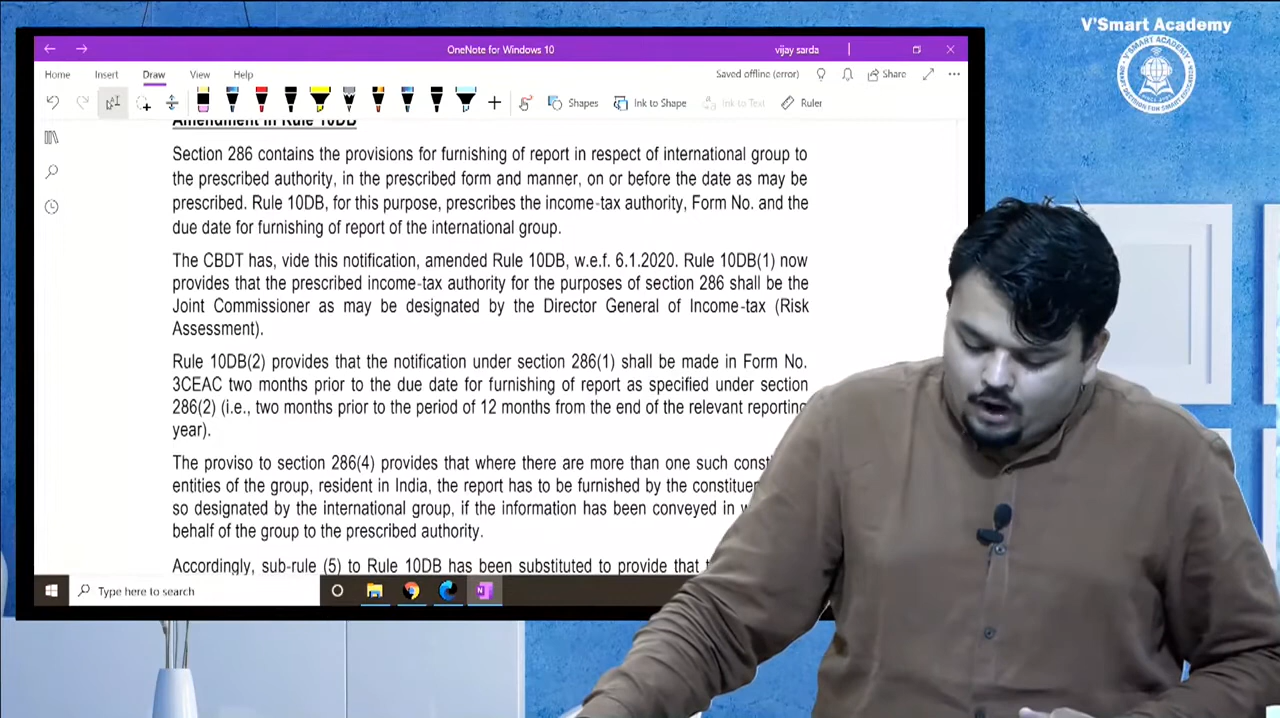 V'Smart Academy
OneNote for Windows 10
vijay sarda
Home Insert Draw View Help
Saved offline (error)
Share
Shapes
Ink to Shape
Ink to Text
Ruler
Amendment in Rule 10DB
Section 286 contains the provisions for furnishing of report in respect of international group to
the prescribed authority, in the prescribed form and manner, on or before the date as may be
prescribed. Rule 10DB, for this purpose, prescribes the income-tax authority, Form No. and the
due date for furnishing of report of the international group.
The CBDT has, vide this notification, amended Rule 10DB, w.e.f. 6.1.2020. Rule 10DB(1) now
provides that the prescribed income-tax authority for the purposes of section 286 shall be the
Joint Commissioner as may be designated by the Director General of Income-tax (Risk
Assessment).
Rule 10DB(2) provides that the notification under section 286(1) shall be made in Form No.
3CEAC two months prior to the due date for furnishing of report as specified under section
286(2) (i.e., two months prior to the period of 12 months from the end of the relevant reporting
year).
The proviso to section 286(4) provides that where there are more than one such
entities of the group, resident in India, the report has to be furnished by the
so designated by the international group, if the information has been conveyed in
behalf of the group to the prescribed authority.
Accordingly, sub-rule (5) to Rule 10DB has been substituted to provide that
Type here to search